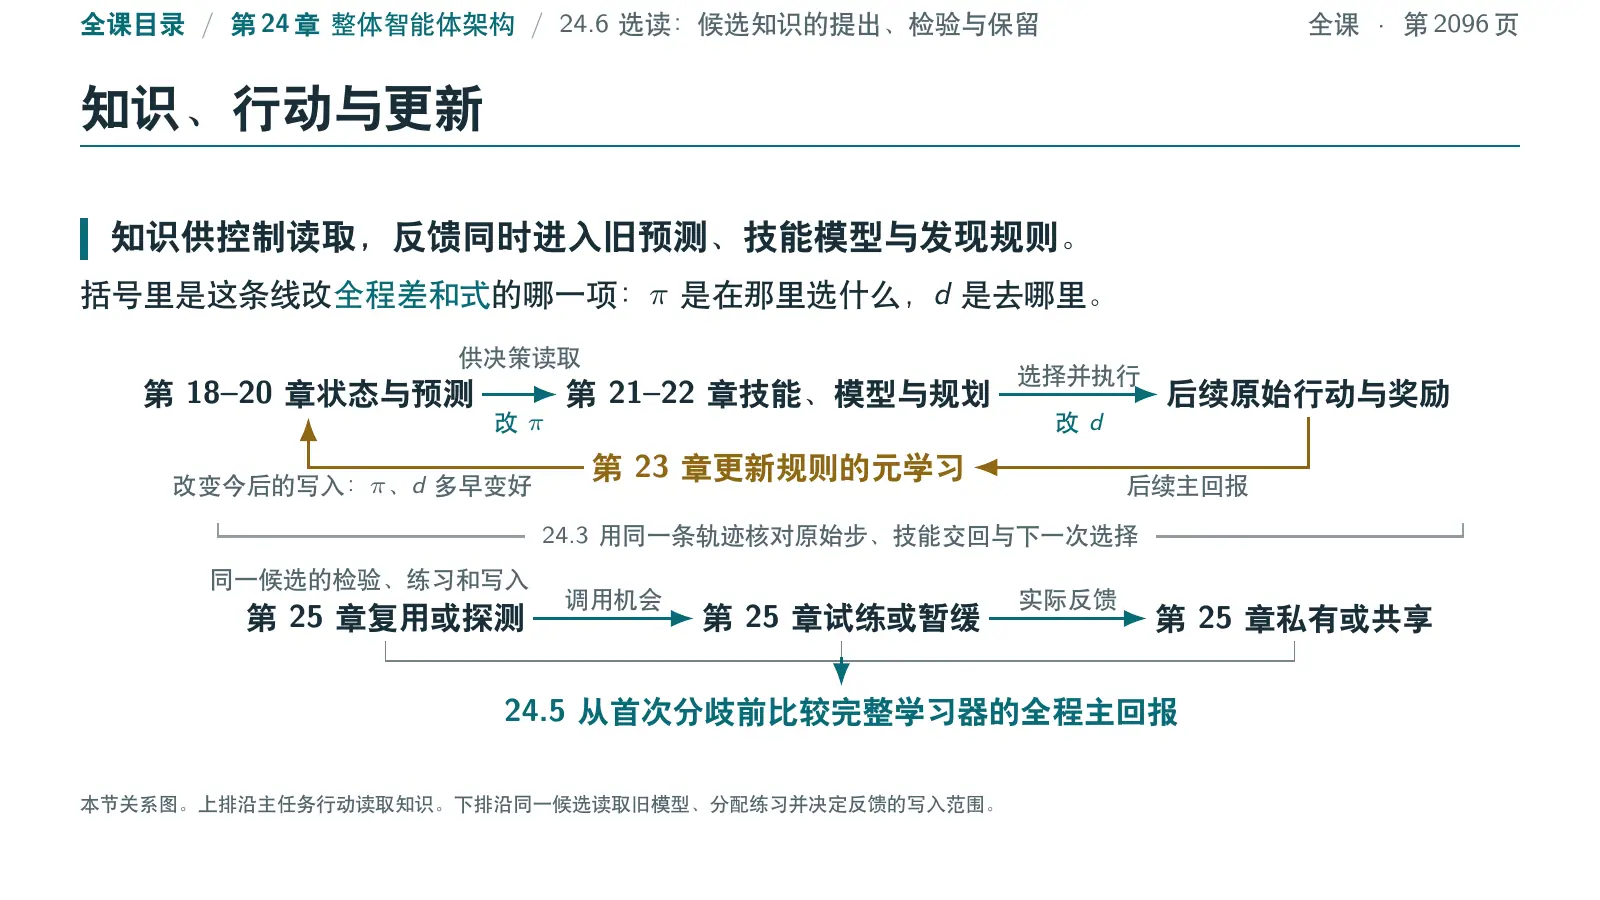 全课目录 / 第 24 章 整体智能体架构 / 24.6 选读：候选知识的提出、检验与保留
全课 · 第 2096 页
知识、行动与更新
知识供控制读取，反馈同时进入旧预测、技能模型与发现规则。
括号里是这条线改全程差和式的哪一项：π 是在那里选什么，d 是去哪里。
供决策读取
选择并执行
第 18–20 章状态与预测
第 21–22 章技能、模型与规划
后续原始行动与奖励
改 π
改 d
第 23 章更新规则的元学习
改变今后的写入：π、d 多早变好
后续主回报
24.3 用同一条轨迹核对原始步、技能交回与下一次选择
同一候选的检验、练习和写入
调用机会
实际反馈
第 25 章复用或探测
第 25 章试练或暂缓
第 25 章私有或共享
24.5 从首次分歧前比较完整学习器的全程主回报
本节关系图。上排沿主任务行动读取知识。下排沿同一候选读取旧模型、分配练习并决定反馈的写入范围。